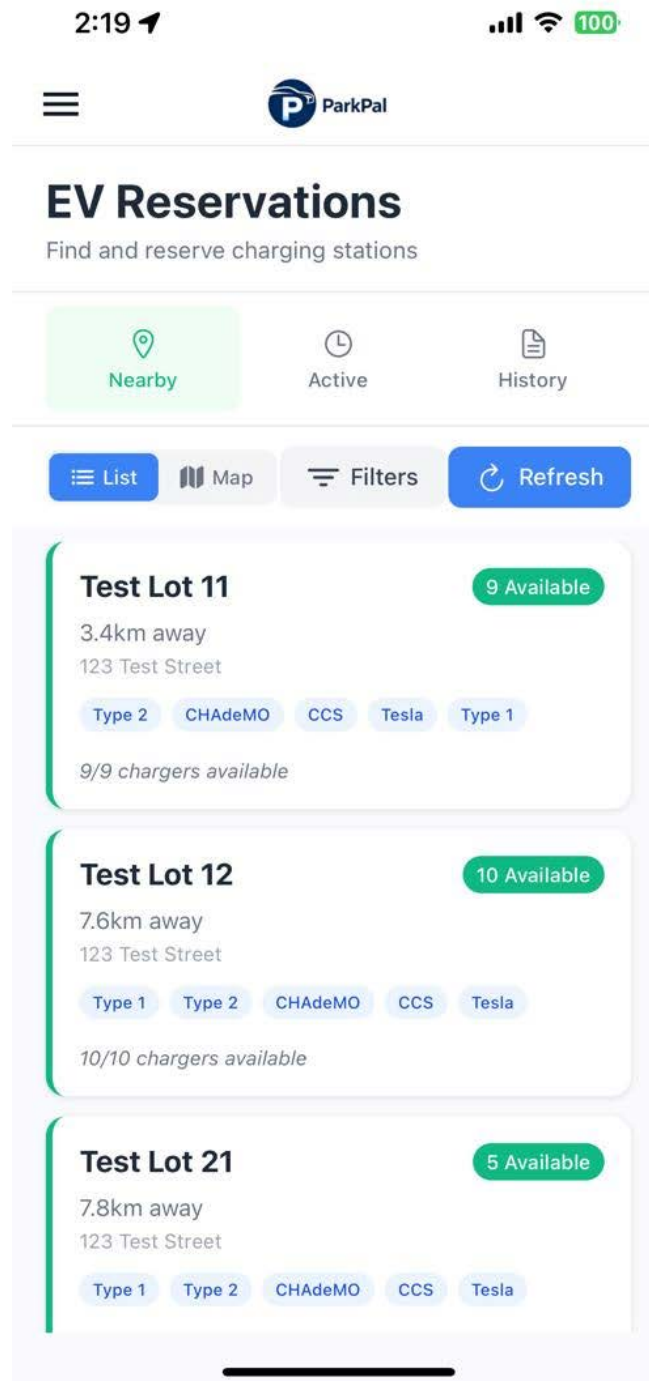 2:19 100
P ParkPal
EV Reservations
Find and reserve charging stations
Nearby Active History
List Map Filters Refresh
Test Lot 11 9 Available
3.4km away
123 Test Street
Type 2 CHAdeMO CCS Tesla Type 1
9/9 chargers available
Test Lot 12 10 Available
7.6km away
123 Test Street
Type 1 Type 2 CHAdeMO CCS Tesla
10/10 chargers available
Test Lot 21 5 Available
7.8km away
123 Test Street
Type 1 Type 2 CHAdeMO CCS Tesla